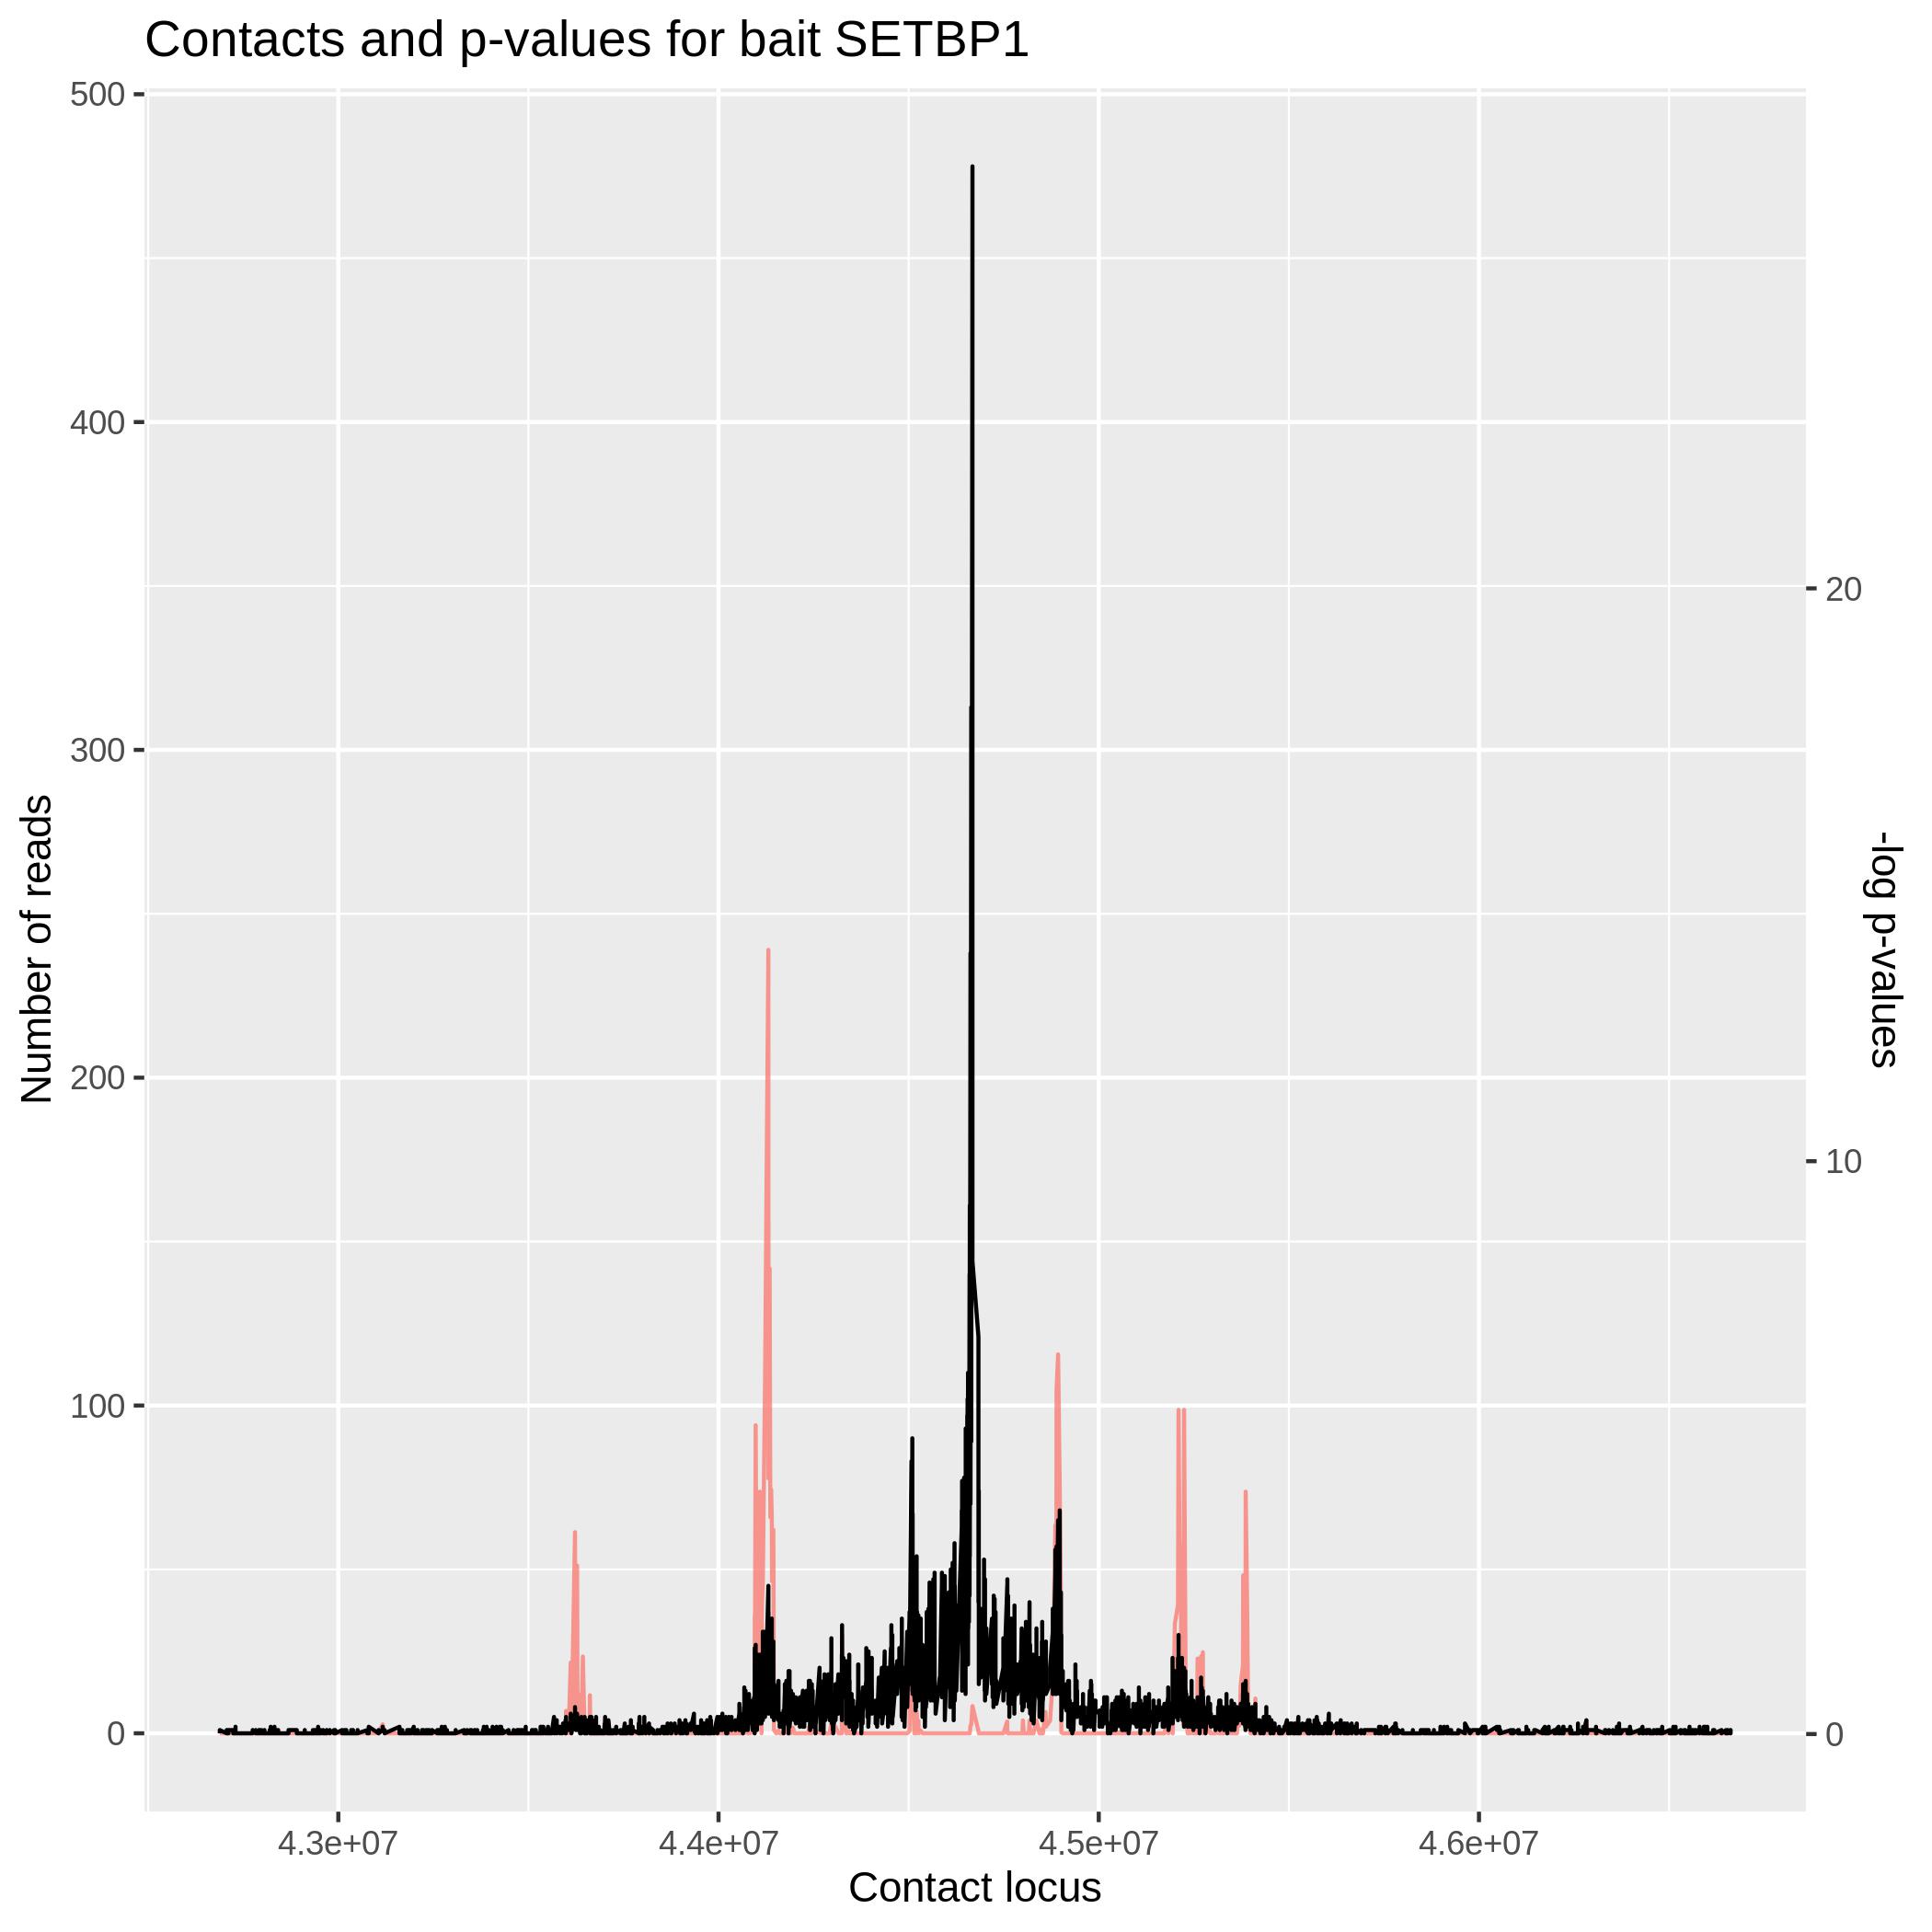 Contacts and p-values for bait SETBP1
500
400
300
200
100
0
Number of reads
20
10
0
-log p-values
4.3e+07 4.4e+07 4.5e+07 4.6e+07
Contact locus